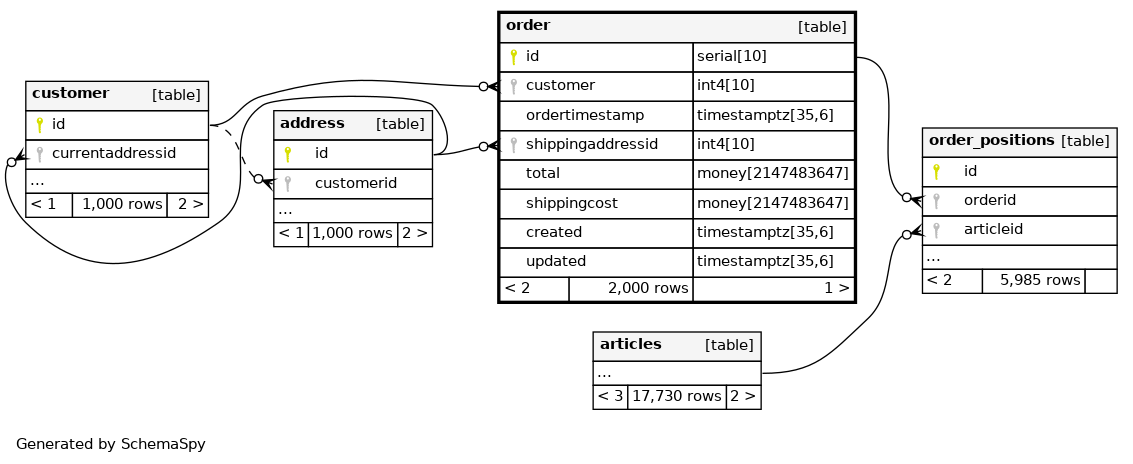 customer [table]
id
currentaddressid
...
< 1 1,000 rows 2 >
address [table]
id
customerid
...
< 1 1,000 rows 2 >
order [table]
id serial[10]
customer int4[10]
ordertimestamp timestamptz[35,6]
shippingaddressid int4[10]
total money[2147483647]
shippingcost money[2147483647]
created timestamptz[35,6]
updated timestamptz[35,6]
< 2 2,000 rows 1 >
order_positions [table]
id
orderid
articleid
...
< 2 5,985 rows
articles [table]
...
< 3 17,730 rows 2 >
Generated by SchemaSpy